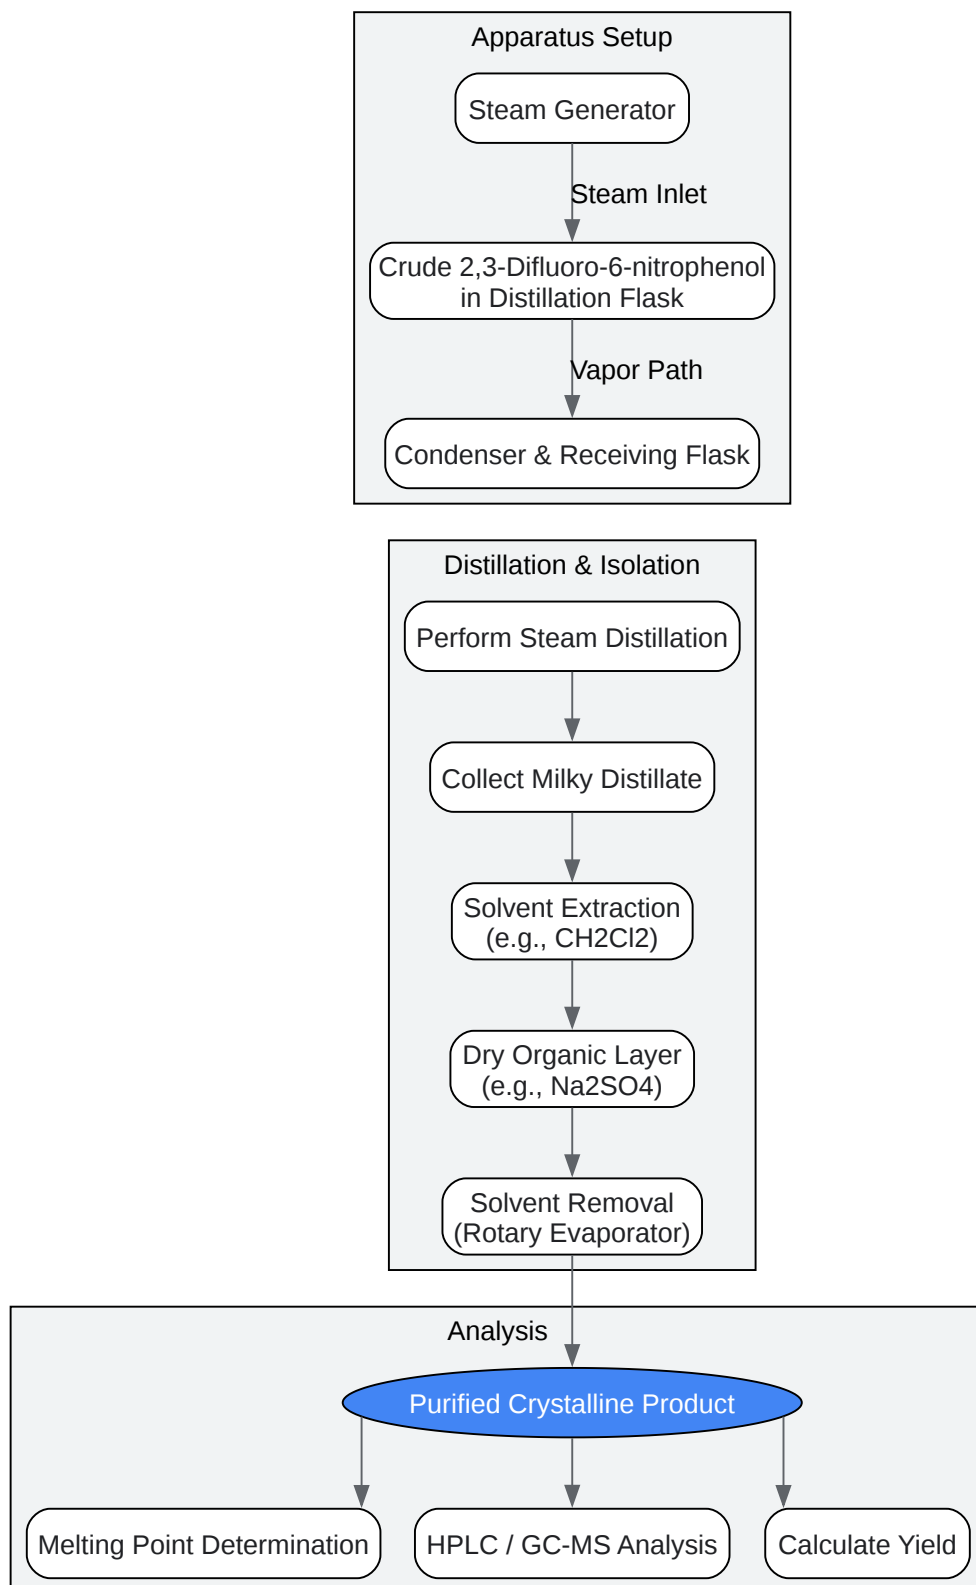 Apparatus Setup
Steam Generator
Steam Inlet
Crude 2,3-Difluoro-6-nitrophenol
in Distillation Flask
Vapor Path
Condenser & Receiving Flask
Distillation & Isolation
Perform Steam Distillation
Collect Milky Distillate
Solvent Extraction
(e.g., CH2Cl2)
Dry Organic Layer
(e.g., Na2SO4)
Solvent Removal
(Rotary Evaporator)
Analysis
Purified Crystalline Product
Melting Point Determination
HPLC / GC-MS Analysis
Calculate Yield